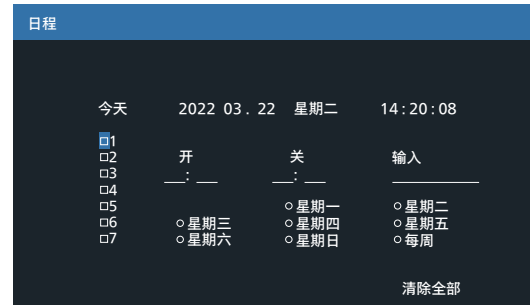 日程
今天 2022 03. 22 星期二 14:20:08
□1
□2 开 关 输入
□3 __:__ __:__ ________
□4
□5 ○星期一 ○星期二
□6 ○星期三 ○星期四 ○星期五
□7 ○星期六 ○星期日 ○每周
清除全部